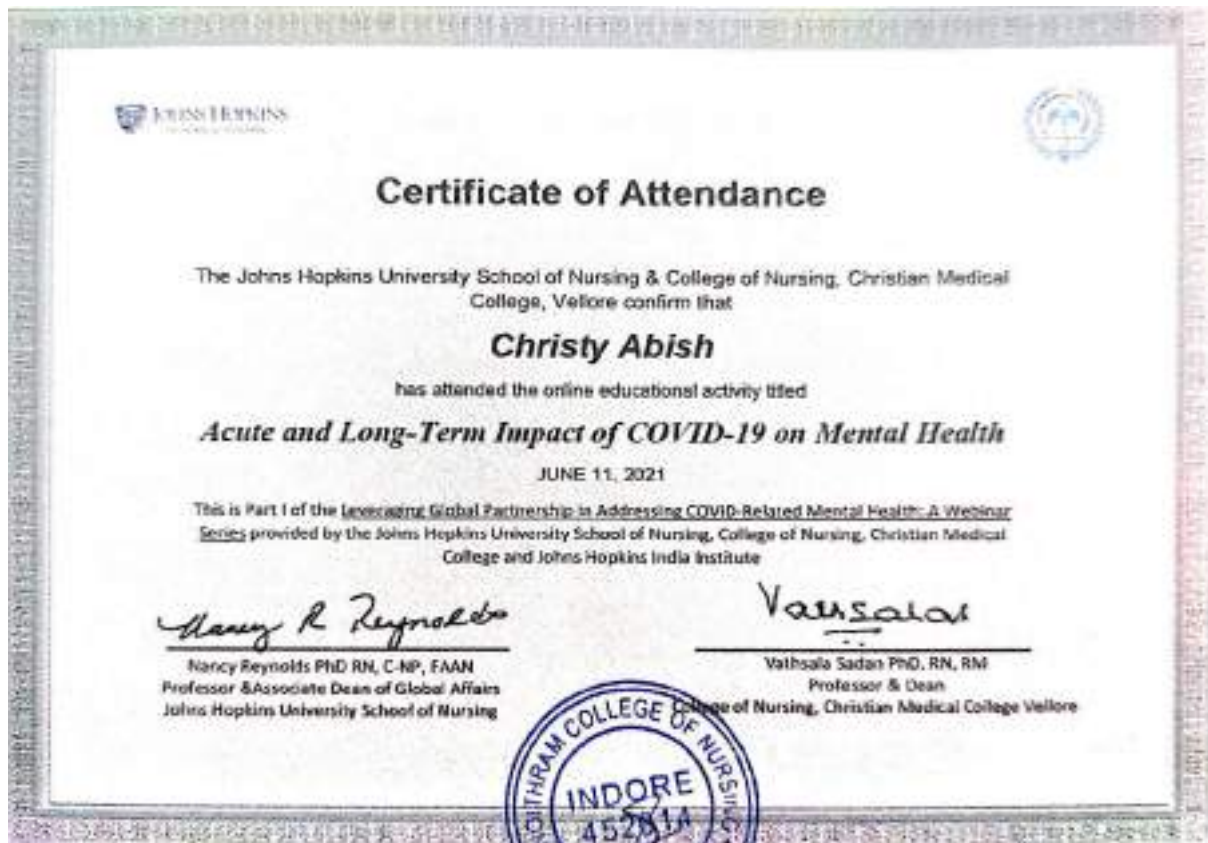 JOHNS HOPKINS
Certificate of Attendance
The Johns Hopkins University School of Nursing & College of Nursing, Christian Medical
College, Vellore confirm that
Christy Abish
has attended the online educational activity titled
Acute and Long-Term Impact of COVID-19 on Mental Health
JUNE 11, 2021
This is Part I of the Leveraging Global Partnership in Addressing COVID-Related Mental Health: A Webinar
Series provided by the Johns Hopkins University School of Nursing, College of Nursing, Christian Medical
College and Johns Hopkins India Institute
Nancy R Reynolds
Nancy Reynolds PhD RN, C-NP, FAAN
Professor &Associate Dean of Global Affairs
Johns Hopkins University School of Nursing
Vathsala Sadan PhD, RN, RM
Professor & Dean
College of Nursing, Christian Medical College Vellore
COLLEGE OF
INDORE
452014